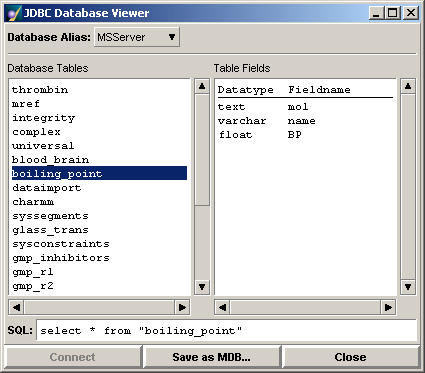 JDBC Database Viewer
Database Alias: MSServer
Database Tables
thrombin
mref
integrity
complex
universal
blood_brain
boiling_point
dataimport
charmm
syssegments
glass_trans
sysconstraints
gmp_inhibitors
gmp_r1
gmp_r2
Table Fields
Datatype Fieldname
text mol
varchar name
float BP
SQL: select * from "boiling_point"
Connect Save as MDB... Close